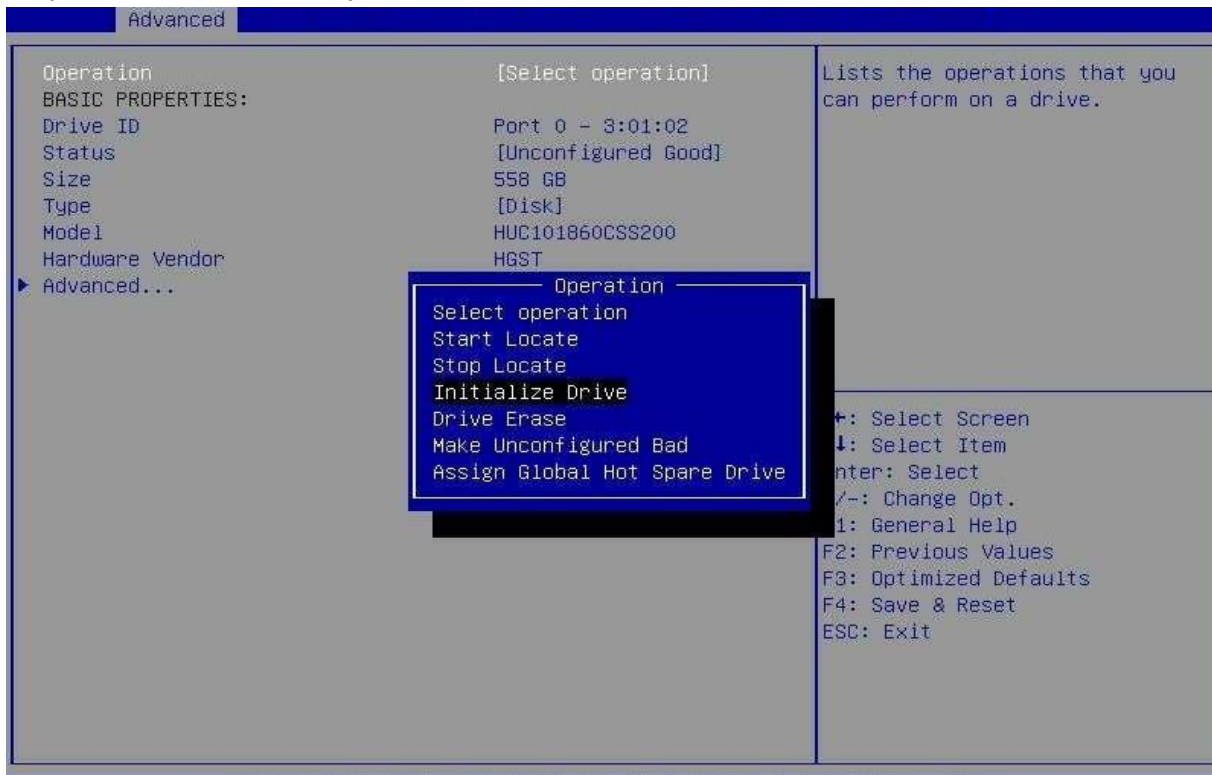 Advanced
Operation [Select operation]
BASIC PROPERTIES:
Drive ID Port 0 - 3:01:02
Status [Unconfigured Good]
Size 558 GB
Type [Disk]
Model HUC101860CSS200
Hardware Vendor HGST
Advanced...
Operation
Select operation
Start Locate
Stop Locate
Initialize Drive
Drive Erase
Make Unconfigured Bad
Assign Global Hot Spare Drive
Lists the operations that you
can perform on a drive.
: Select Screen
: Select Item
nter: Select
/-: Change Opt.
1: General Help
F2: Previous Values
F3: Optimized Defaults
F4: Save & Reset
ESC: Exit